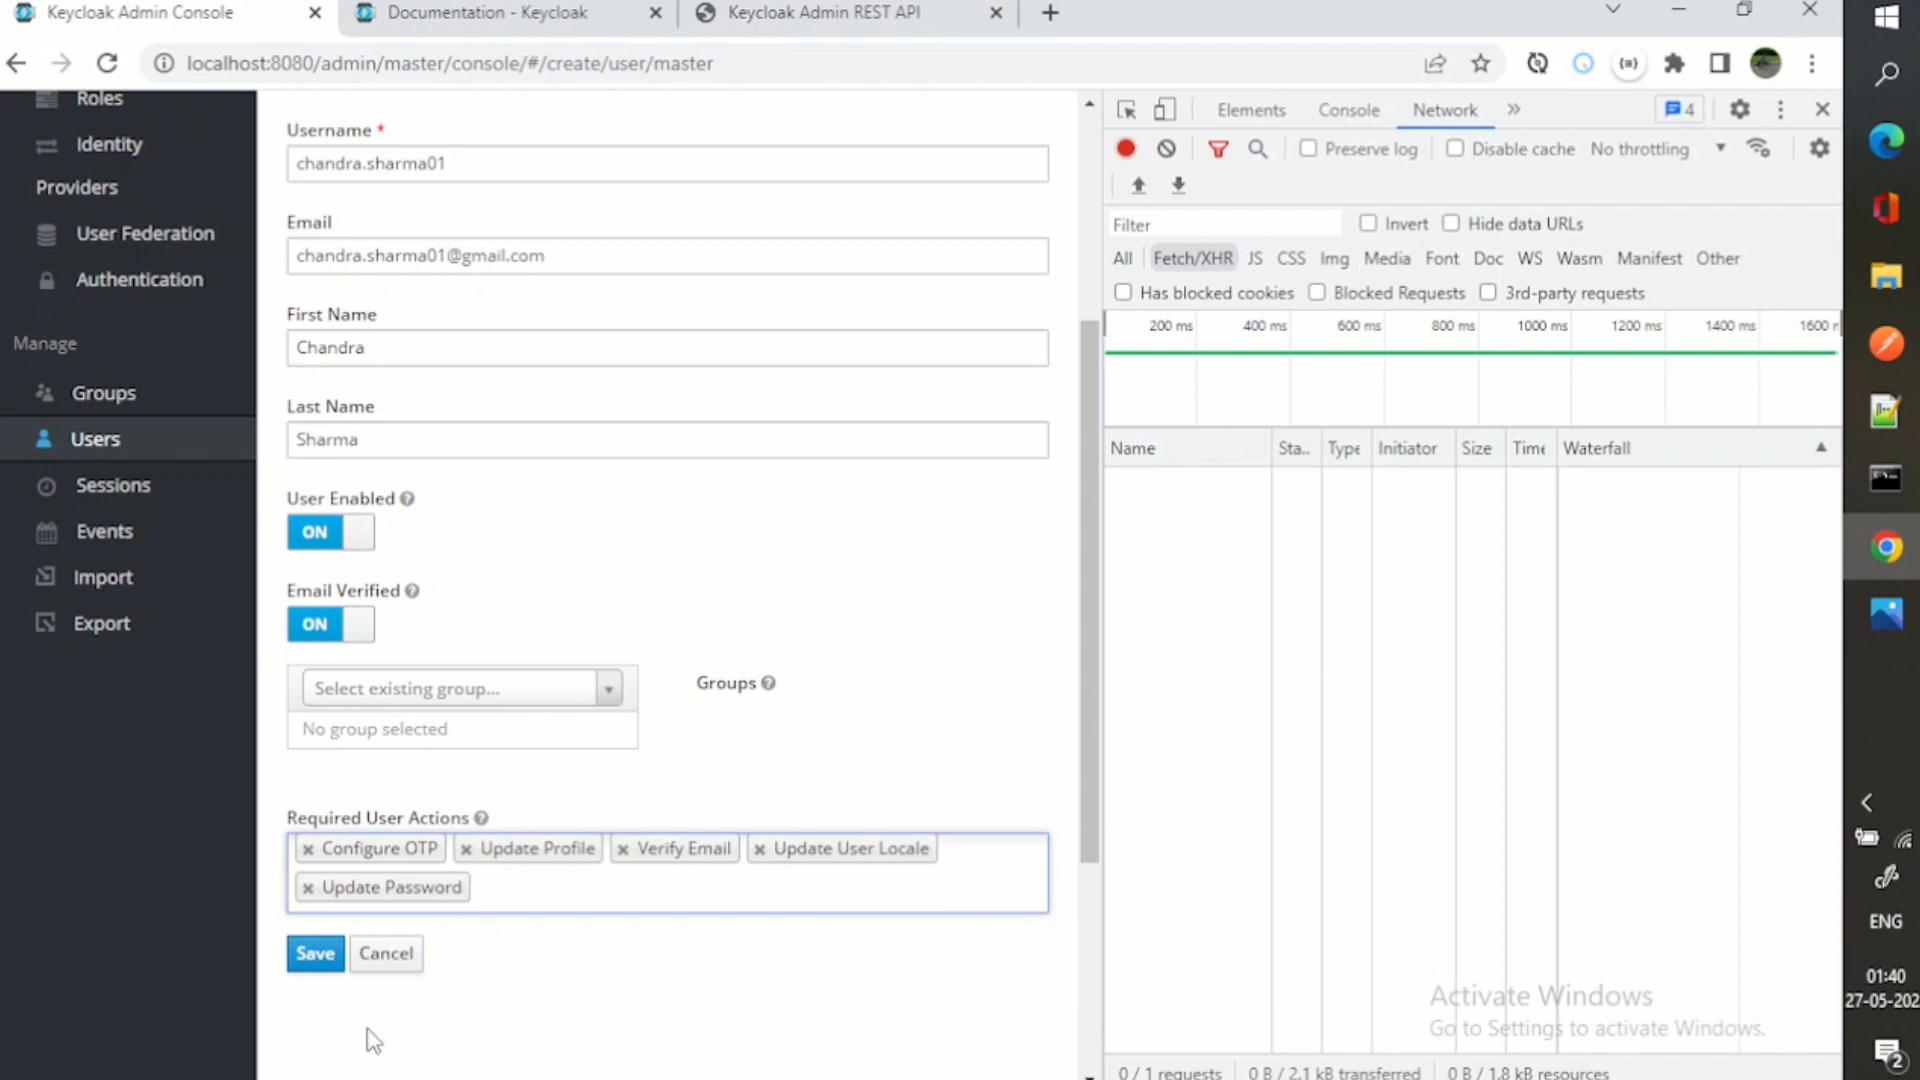 Keycloak Admin Console
Documentation - Keycloak
Keycloak Admin REST API
localhost:8080/admin/master/console/#/create/user/master
Roles
Identity
Providers
User Federation
Authentication
Manage
Groups
Users
Sessions
Events
Import
Export
Username *
chandra.sharma01
Email
chandra.sharma01@gmail.com
First Name
Chandra
Last Name
Sharma
User Enabled
ON
Email Verified
ON
Select existing group...
No group selected
Groups
Required User Actions
Configure OTP Update Profile Verify Email Update User Locale
Update Password
Save Cancel
Elements Console Network 4
Preserve log Disable cache No throttling
Filter Invert Hide data URLs
All Fetch/XHR JS CSS Img Media Font Doc WS Wasm Manifest Other
Has blocked cookies Blocked Requests 3rd-party requests
200 ms 400 ms 600 ms 800 ms 1000 ms 1200 ms 1400 ms 1600
Name Sta.. Type Initiator Size Time Waterfall
Activate Windows
Go to Settings to activate Windows.
0 / 1 requests 0 B / 2.1 kB transferred 0 B / 1.8 kB resources
ENG
01:40
27-05-202
2